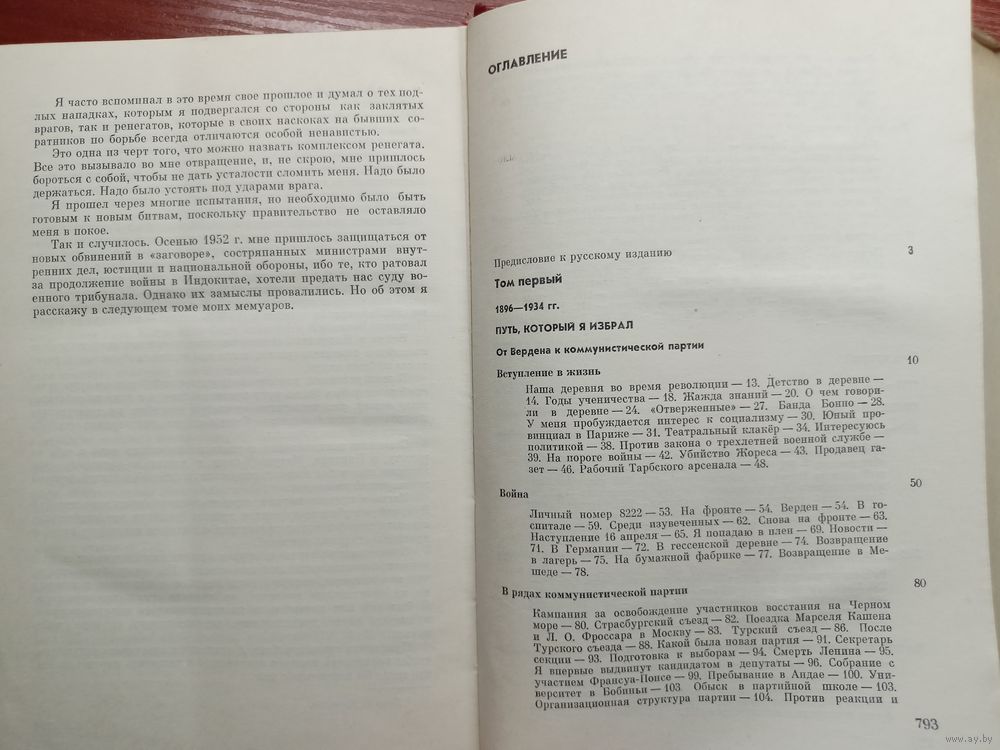 Я часто вспоминал в это время свое прошлое и думал о тех под-
лых нападках, которым я подвергался со стороны как заклятых
врагов, так и ренегатов, которые в своих наскоках на бывших со-
ратников по борьбе всегда отличаются особой ненавистью.
Это одна из черт того, что можно назвать комплексом ренегата.
Все это вызывало во мне отвращение, и, не скрою, мне пришлось
бороться с собой, чтобы не дать усталости сломить меня. Надо было
держаться. Надо было устоять под ударами врага.
Я прошел через многие испытания, но необходимо было быть
готовым к новым битвам, поскольку правительство не оставляло
меня в покое.
Так и случилось. Осенью 1952 г. мне пришлось защищаться от
новых обвинений в «заговоре», состряпанных министрами внут-
ренних дел, юстиции и национальной обороны, ибо те, кто ратовал
за продолжение войны в Индокитае, хотели предать нас суду во-
енного трибунала. Однако их замыслы провалились. Но об этом я
расскажу в следующем томе моих мемуаров.
ОГЛАВЛЕНИЕ
Предисловие к русскому изданию 3
Том первый
1896—1934 гг.
ПУТЬ, КОТОРЫЙ Я ИЗБРАЛ
От Вердена к коммунистической партии
Вступление в жизнь 10
Наша деревня во время революции — 13. Детство в деревне —
14. Годы ученичества — 18. Жажда знаний — 20. О чем говори-
ли в деревне — 24. «Отверженные» — 27. Банда Бонно — 28.
У меня пробуждается интерес к социализму — 30. Юный про-
винциал в Париже — 31. Театральный клакёр — 34. Интересуюсь
политикой — 38. Против закона о трехлетней военной службе —
39. На пороге войны — 42. Убийство Жореса — 43. Продавец га-
зет — 46. Рабочий Тарбского арсенала — 48.
Война 50
Личный номер 8222 — 53. На фронте — 54. Верден — 54. В го-
спитале — 59. Среди изувеченных — 62. Снова на фронте — 63.
Наступление 16 апреля — 65. Я попадаю в плен — 69. Новости —
71. В Германии — 72. В гессенской деревне — 74. Возвращение
в лагерь — 75. На бумажной фабрике — 77. Возвращение в Ме-
шеде — 78.
В рядах коммунистической партии 80
Кампания за освобождение участников восстания на Черном
море — 80. Страсбургский съезд — 82. Поездка Марселя Кашена
и Л. О. Фроссара в Москву — 83. Турский съезд — 86. После
Турского съезда — 88. Какой была новая партия — 91. Секретарь
секции — 93. Подготовка к выборам — 94. Смерть Ленина — 95.
Я впервые выдвинут кандидатом в депутаты — 96. Собрание с
участием Франсуа-Понсе — 99. Пребывание в Андае — 100. Уни-
верситет в Бобиньи — 103. Обыск в партийной школе — 103.
Организационная структура партии — 104. Против реакции и
793
www.ay.by